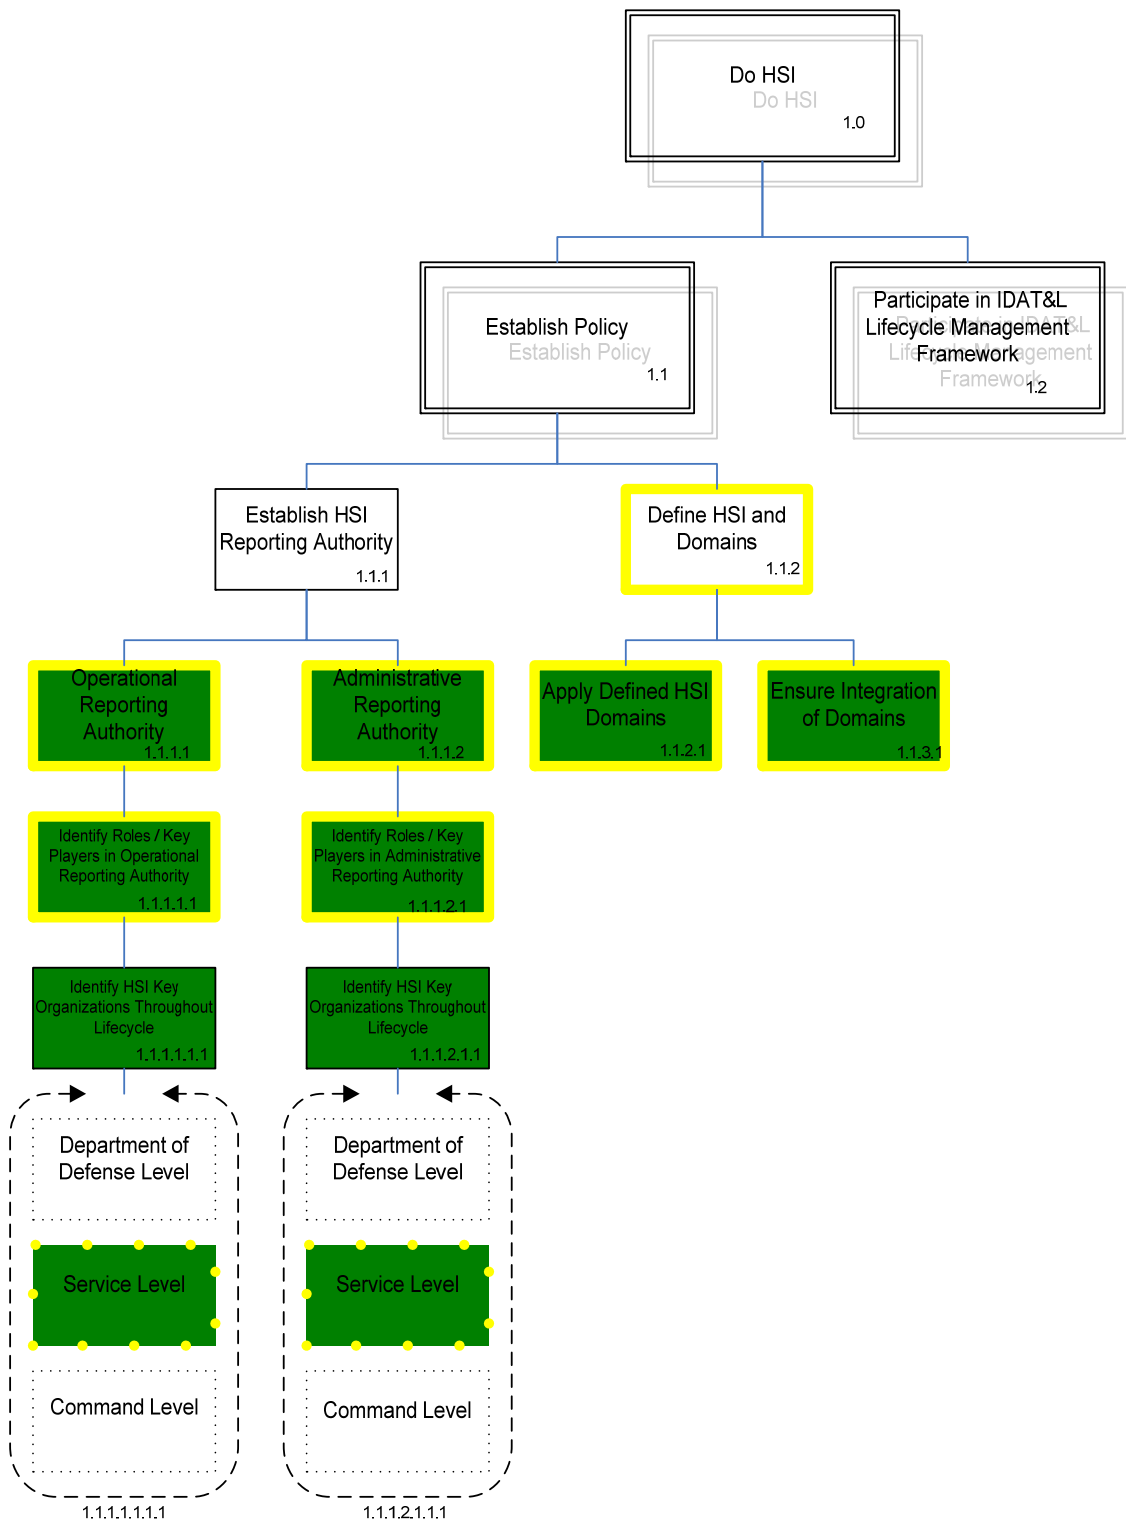 Do HSI
Do HSI
1.0
Establish Policy
Establish Policy
1.1
Participate in IDAT&L
Lifecycle Management
Framework
Participate in IDAT&L
Lifecycle Management
Framework
1.2
Establish HSI
Reporting Authority
1.1.1
Define HSI and
Domains
1.1.2
Operational
Reporting
Authority
1.1.1.1
Administrative
Reporting
Authority
1.1.1.2
Apply Defined HSI
Domains
1.1.2.1
Ensure Integration
of Domains
1.1.3.1
Identify Roles / Key
Players in Operational
Reporting Authority
1.1.1.1.1
Identify Roles / Key
Players in Administrative
Reporting Authority
1.1.1.2.1
Identify HSI Key
Organizations Throughout
Lifecycle
1.1.1.1.1.1
Identify HSI Key
Organizations Throughout
Lifecycle
1.1.1.2.1.1
Department of
Defense Level
Department of
Defense Level
Service Level
Service Level
Command Level
Command Level
1.1.1.1.1.1.1
1.1.1.2.1.1.1